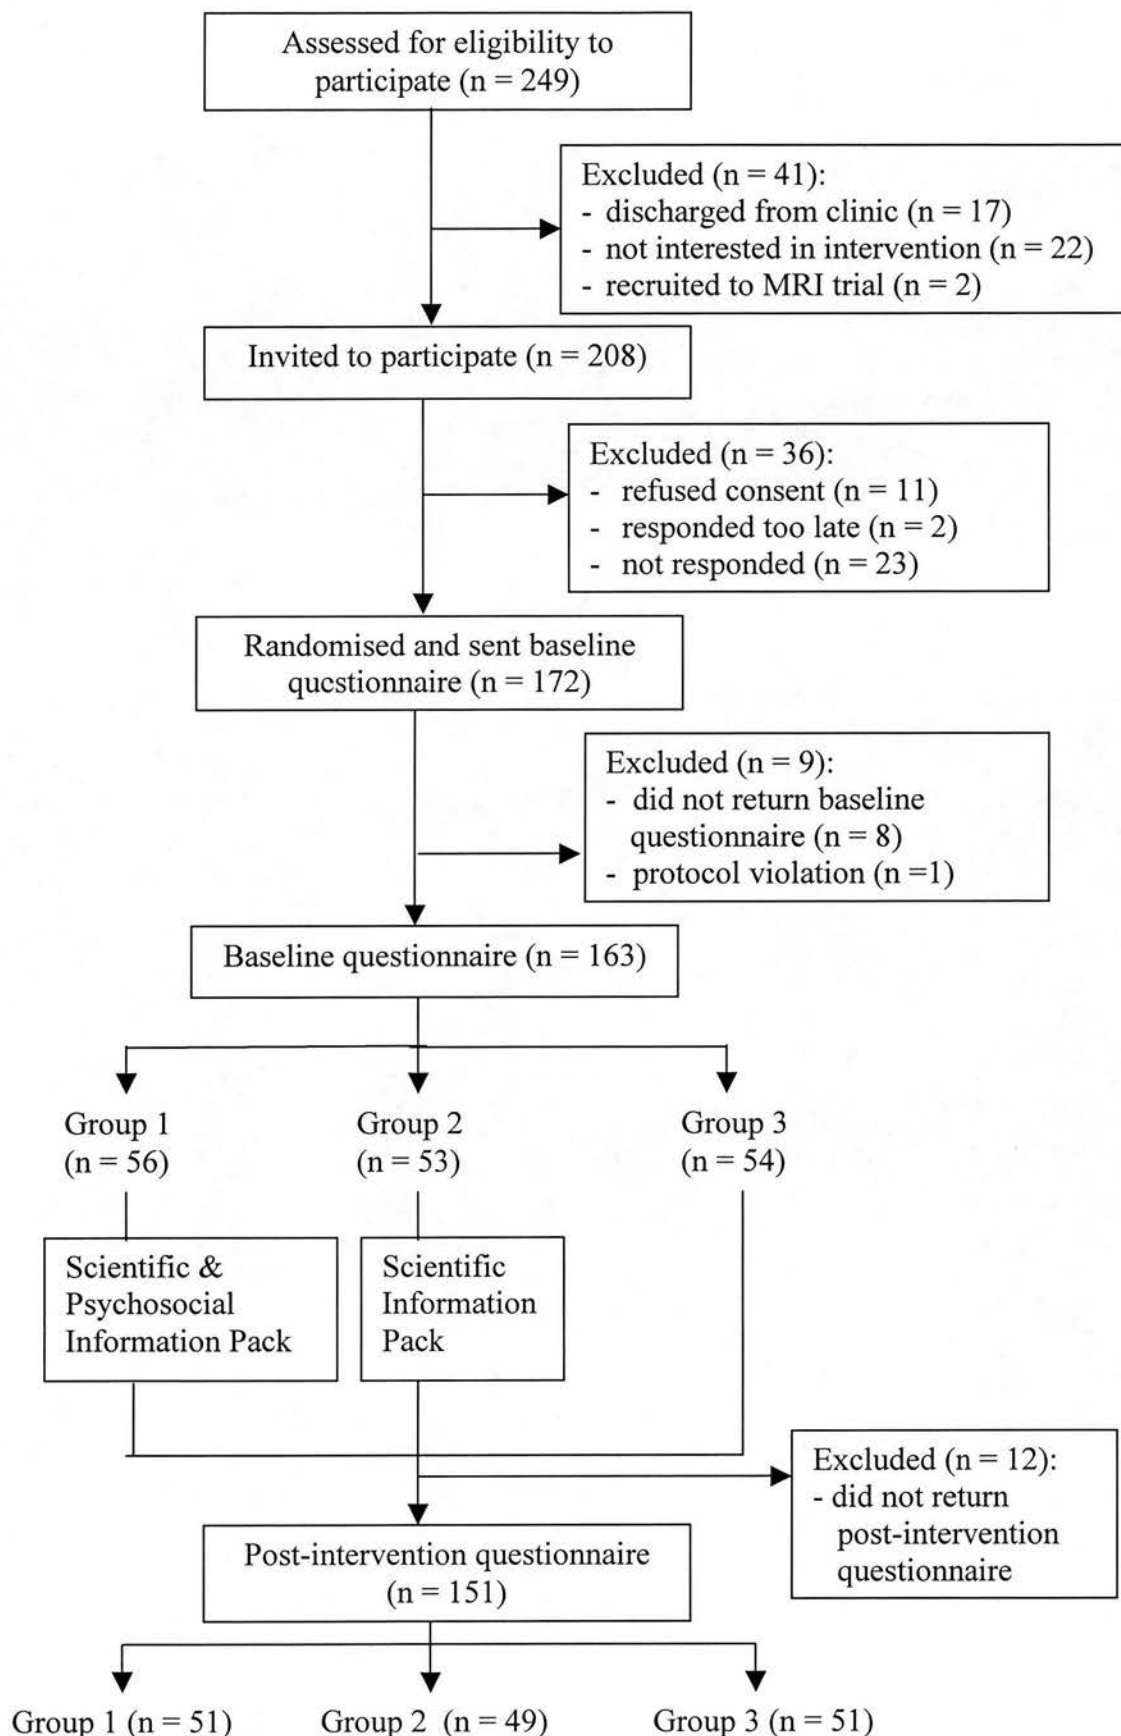 Assessed for eligibility to
participate (n = 249)
Excluded (n = 41):
- discharged from clinic (n = 17)
- not interested in intervention (n = 22)
- recruited to MRI trial (n = 2)
Invited to participate (n = 208)
Excluded (n = 36):
- refused consent (n = 11)
- responded too late (n = 2)
- not responded (n = 23)
Randomised and sent baseline
questionnaire (n = 172)
Excluded (n = 9):
- did not return baseline
questionnaire (n = 8)
- protocol violation (n =1)
Baseline questionnaire (n = 163)
Group 1
(n = 56)
Group 2
(n = 53)
Group 3
(n = 54)
Scientific &
Psychosocial
Information Pack
Scientific
Information
Pack
Excluded (n = 12):
- did not return
post-intervention
questionnaire
Post-intervention questionnaire
(n = 151)
Group 1 (n = 51)
Group 2 (n = 49)
Group 3 (n = 51)